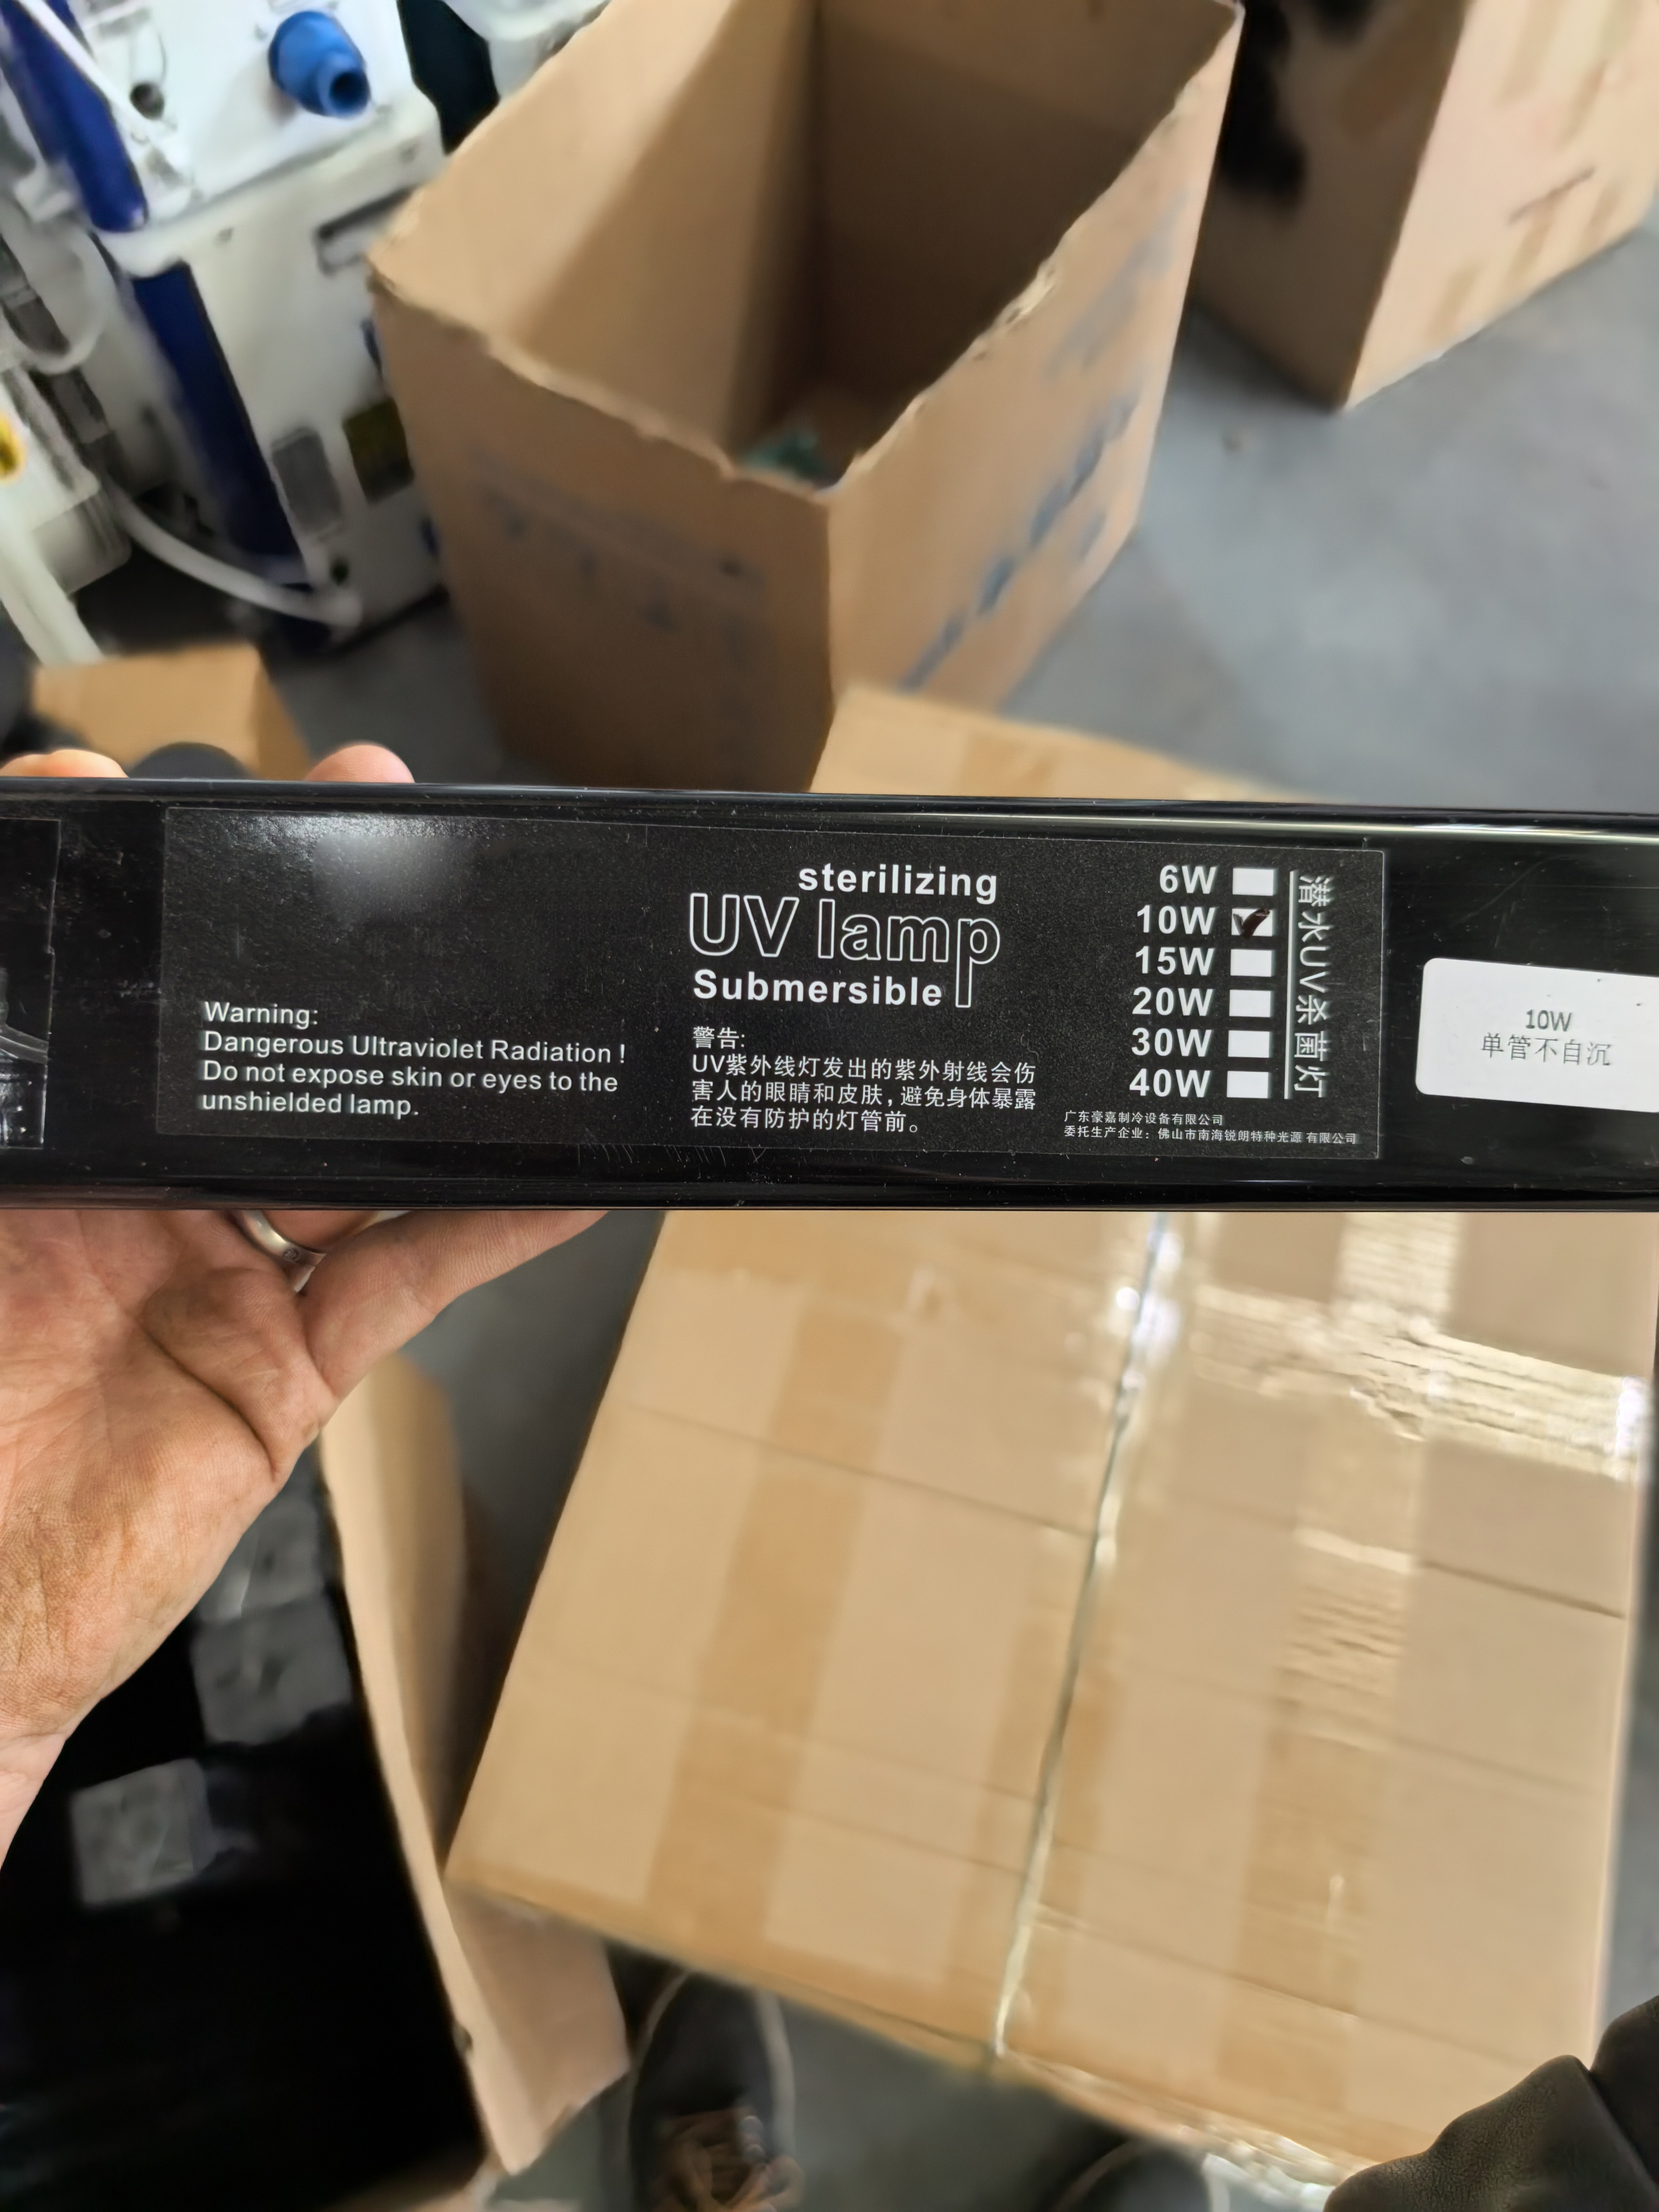 sterilizing
UV lamp
Submersible
Warning:
Dangerous Ultraviolet Radiation !
Do not expose skin or eyes to the
unshielded lamp.
警告:
UV紫外线灯发出的紫外射线会伤
害人的眼睛和皮肤,避免身体暴露
在没有防护的灯管前。
6W
10W
15W
20W
30W
40W
潜水UV杀菌灯
广东豪嘉制冷设备有限公司
委托生产企业:佛山市南海锐朗特种光源有限公司
10W
单管不自沉